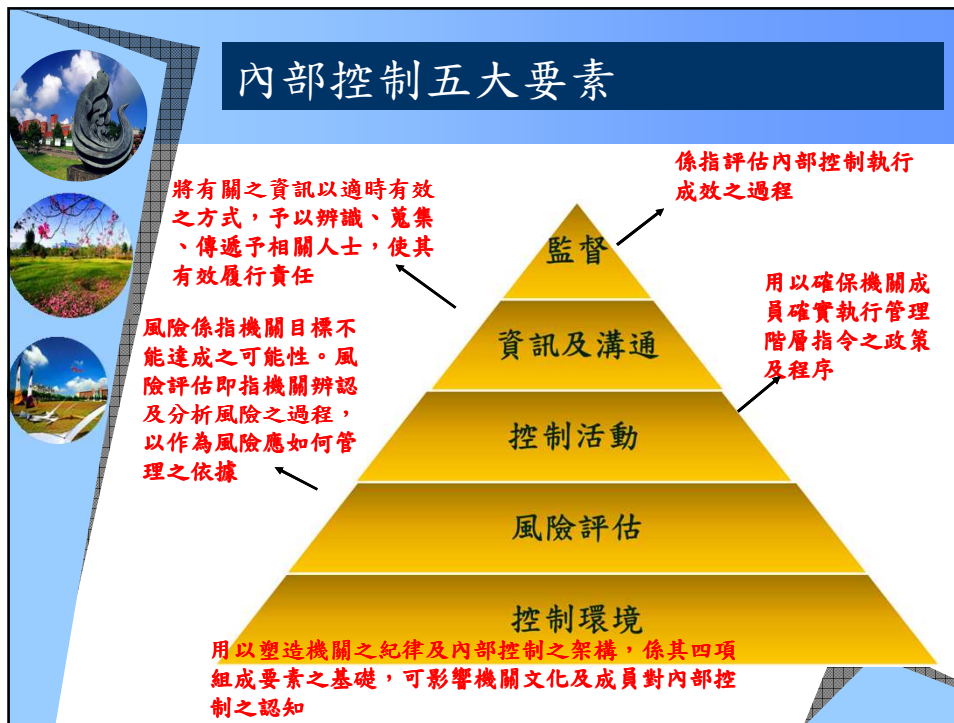 內部控制五大要素
係指評估內部控制執行
成效之過程
將有關之資訊以適時有效
之方式，予以辨識、蒐集
、傳遞予相關人士，使其
有效履行責任
監督
用以確保機關成
員確實執行管理
階層指令之政策
及程序
資訊及溝通
風險係指機關目標不
能達成之可能性。風
險評估即指機關辨認
及分析風險之過程，
以作為風險應如何管
理之依據
控制活動
風險評估
控制環境
用以塑造機關之紀律及內部控制之架構，係其四項
組成要素之基礎，可影響機關文化及成員對內部控
制之認知